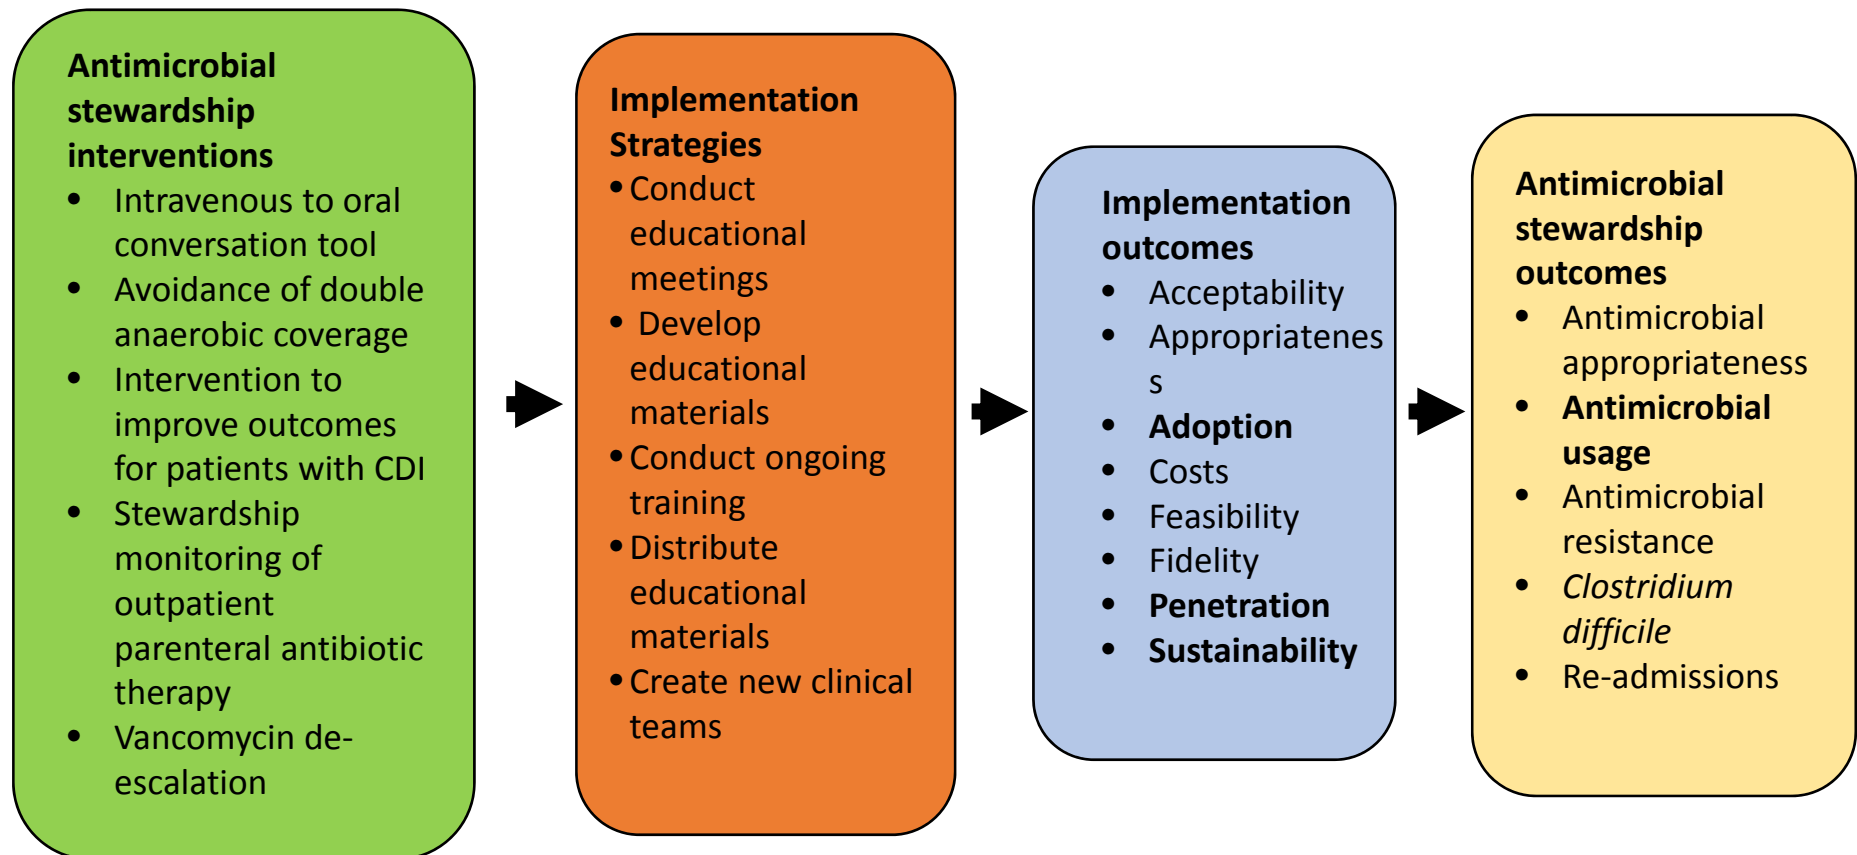 Antimicrobial
stewardship
interventions
• Intravenous to oral
conversation tool
• Avoidance of double
anaerobic coverage
• Intervention to
improve outcomes
for patients with CDI
• Stewardship
monitoring of
outpatient
parenteral antibiotic
therapy
• Vancomycin de-
escalation
Implementation
Strategies
• Conduct
educational
meetings
• Develop
educational
materials
• Conduct ongoing
training
• Distribute
educational
materials
• Create new clinical
teams
Implementation
outcomes
• Acceptability
• Appropriatenes
s
• Adoption
• Costs
• Feasibility
• Fidelity
• Penetration
• Sustainability
Antimicrobial
stewardship
outcomes
• Antimicrobial
appropriateness
• Antimicrobial
usage
• Antimicrobial
resistance
• Clostridium
difficile
• Re-admissions